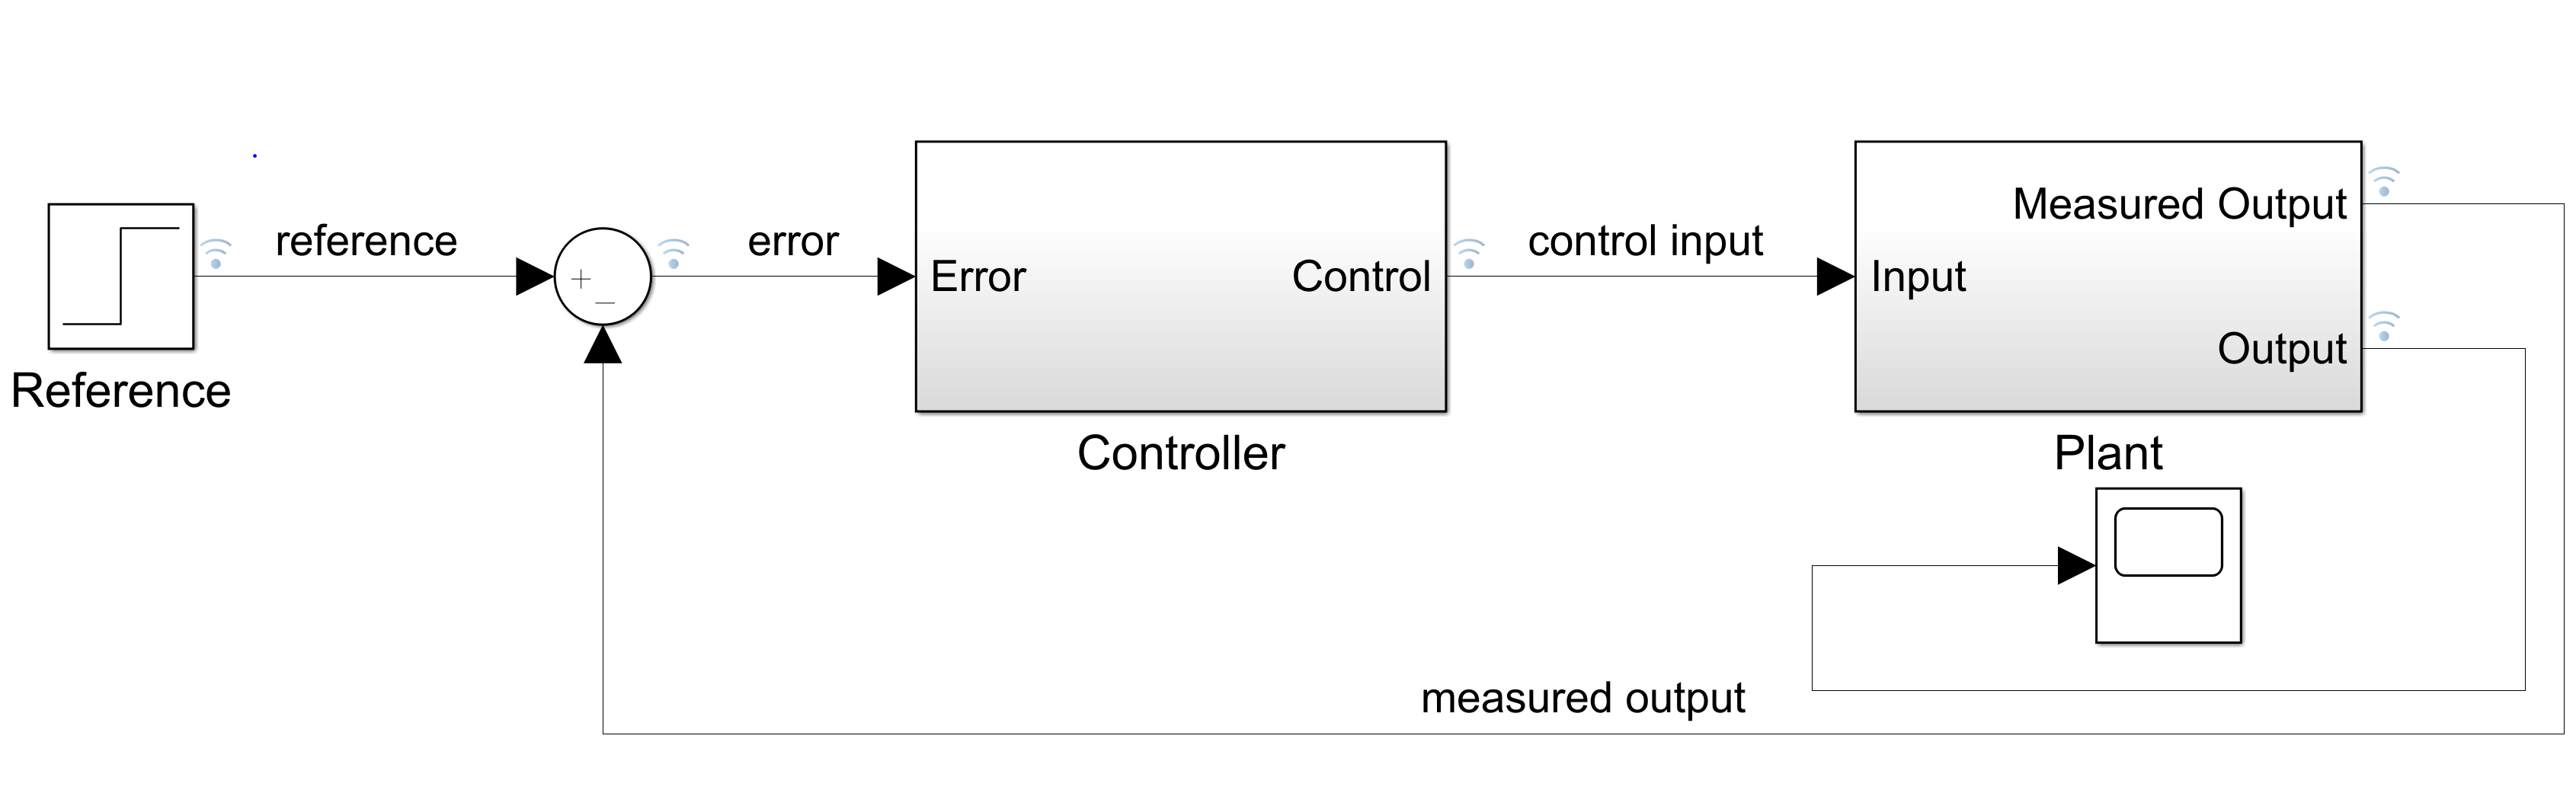 reference
error
control input
+
_
Error
Control
Input
Measured Output
Output
Reference
Controller
Plant
measured output